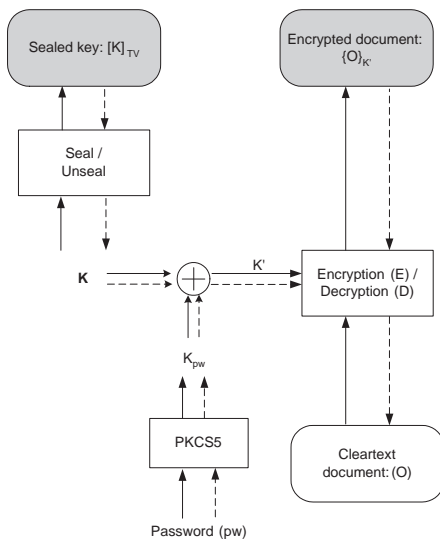 Sealed key: [K]TV
Encrypted document:
{O}K'
Seal /
Unseal
K
K'
Encryption (E) /
Decryption (D)
Kpw
PKCS5
Cleartext
document: (O)
Password (pw)